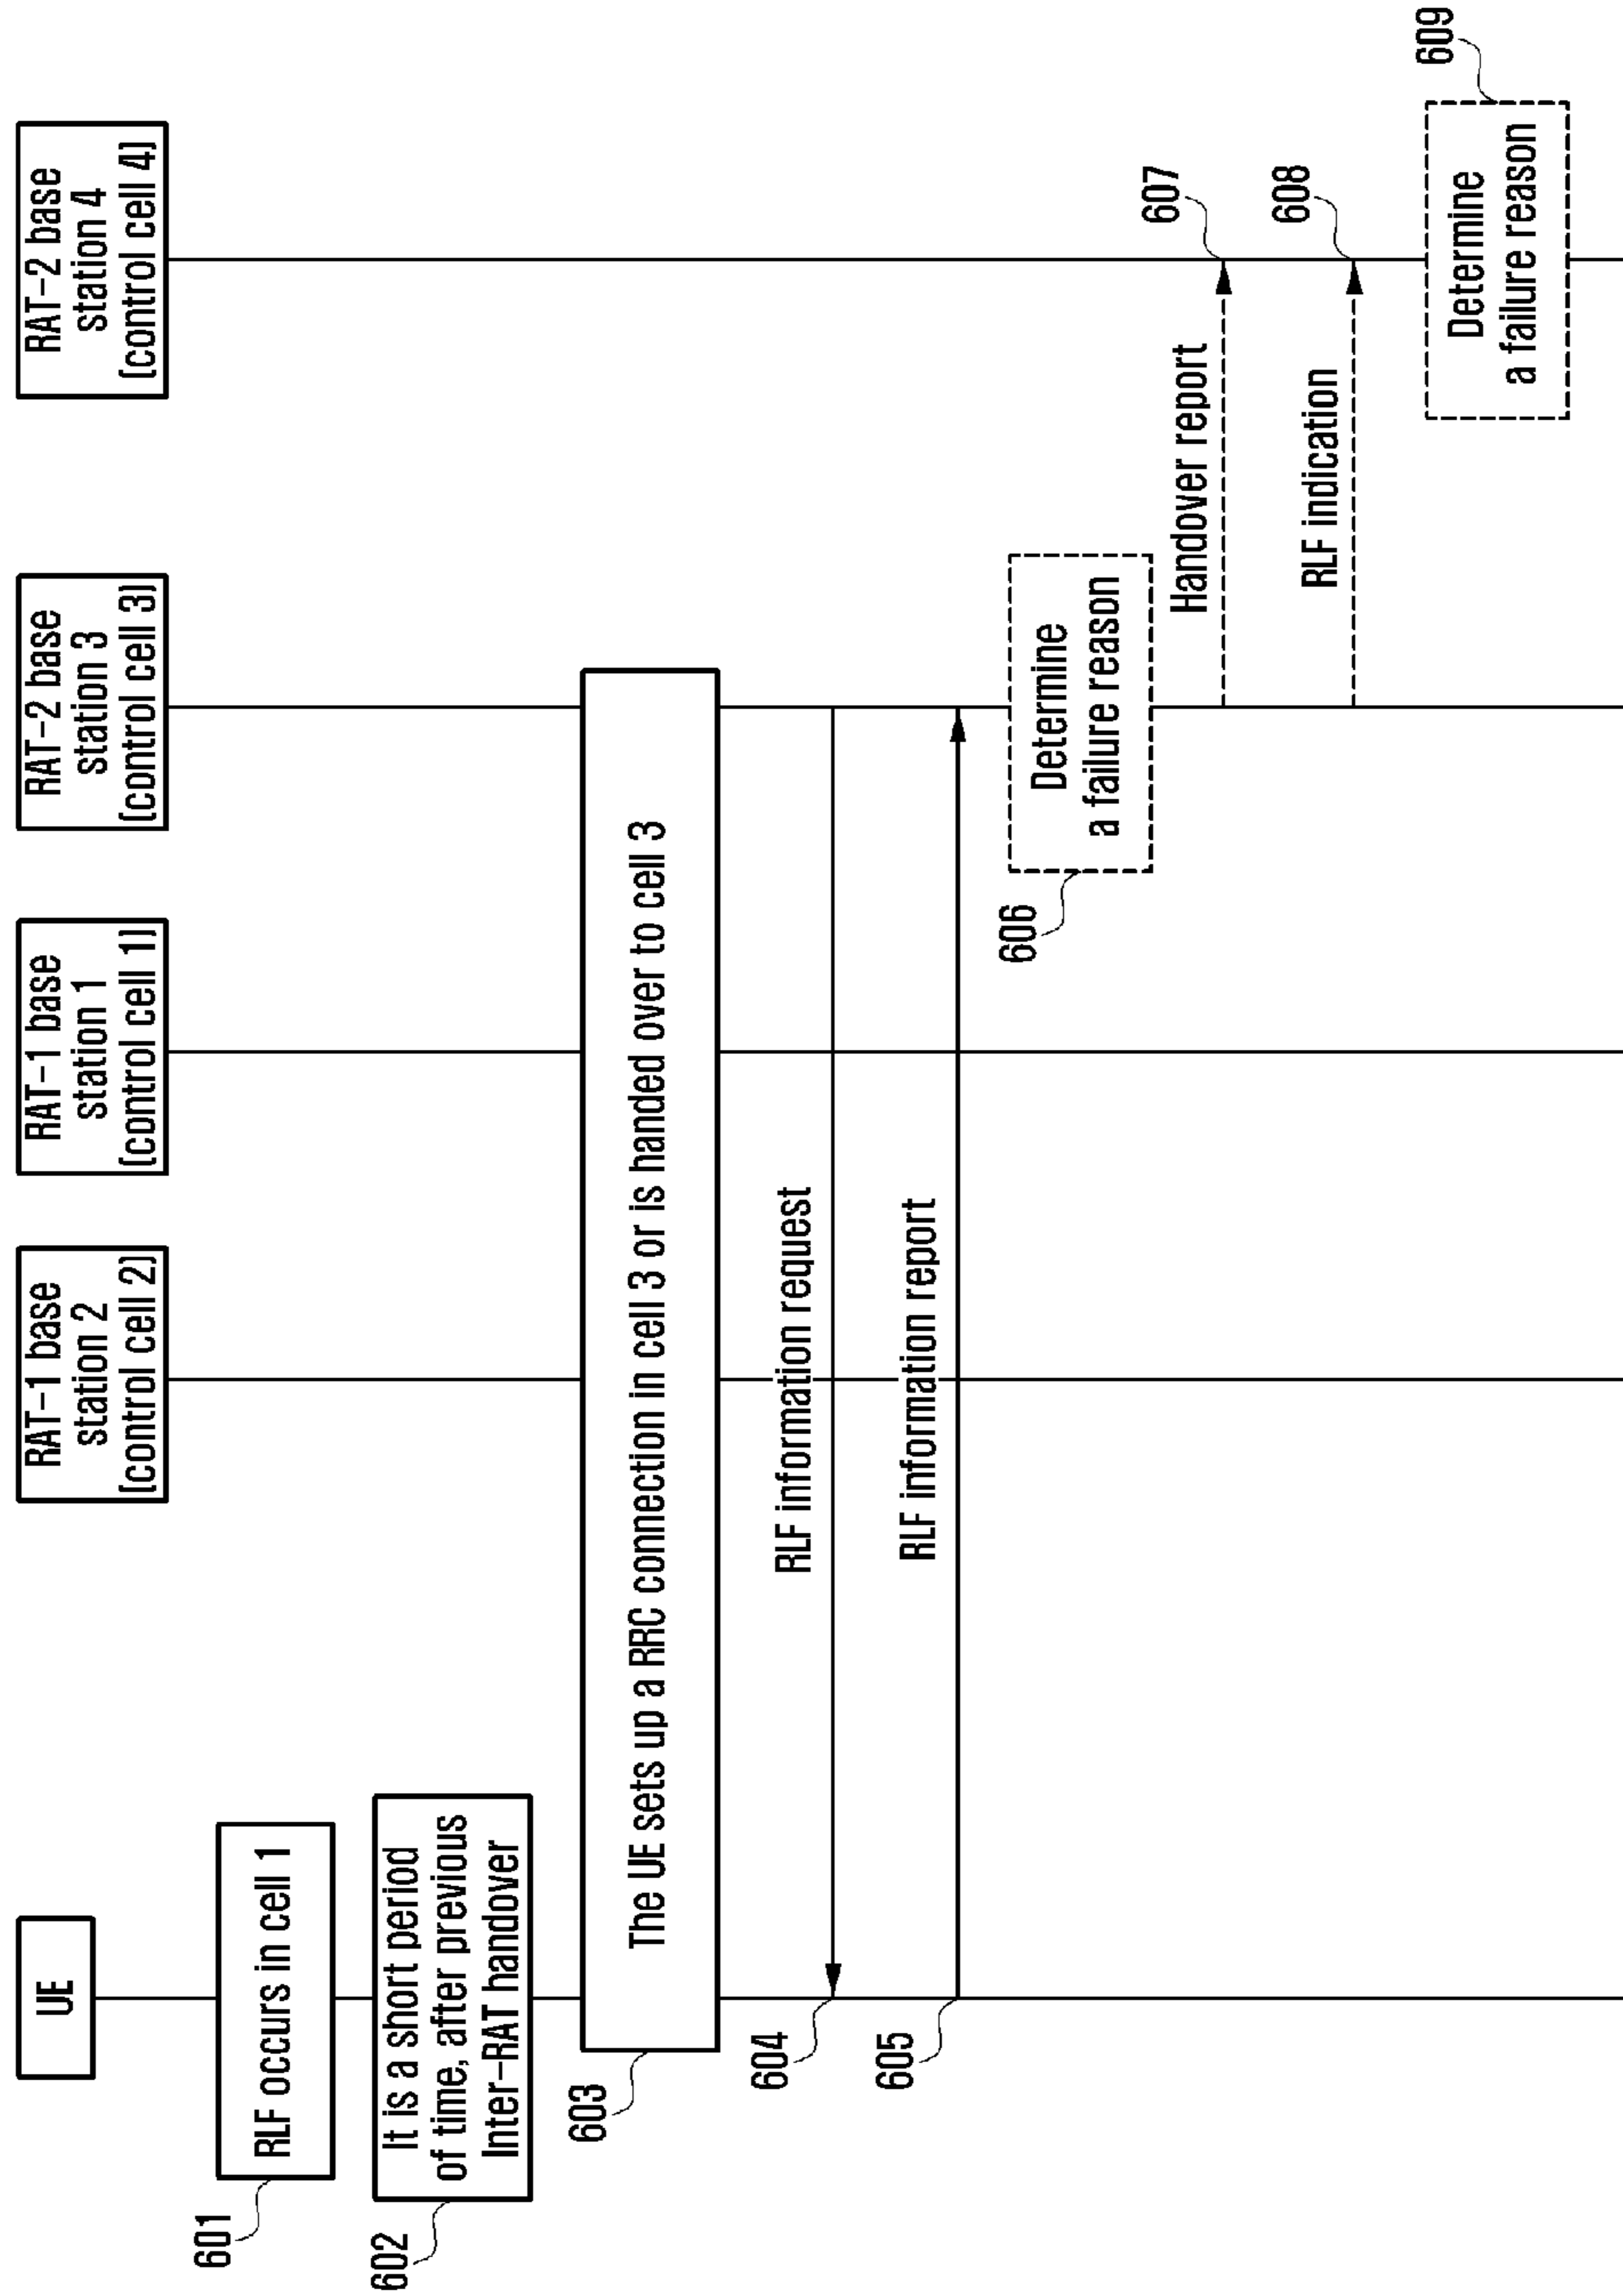 UE
RAT-1 base
station 2
(control cell 2)
RAT-1 base
station 1
(control cell 1)
RAT-2 base
station 3
(control cell 3)
RAT-2 base
station 4
(control cell 4)
601
RLF occurs in cell 1
602
It is a short period
of time, after previous
Inter-RAT handover
603
The UE sets up a RRC connection in cell 3 or is handed over to cell 3
604
RLF information request
605
RLF information report
606
Determine
a failure reason
Handover report
607
RLF indication
608
Determine
a failure reason
609